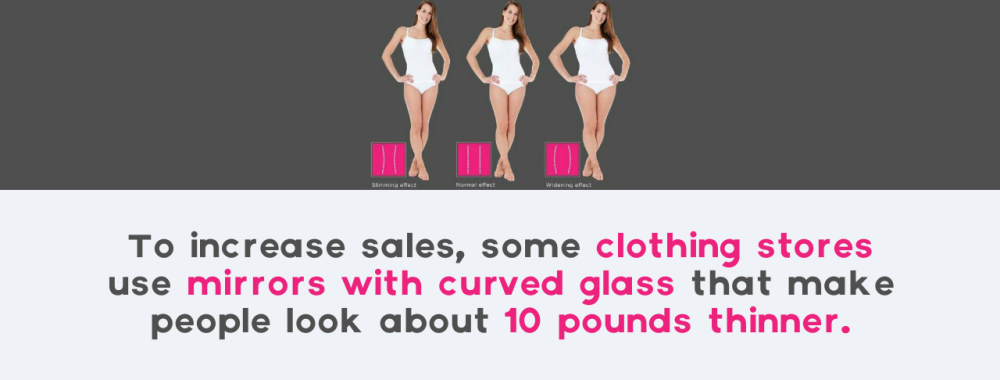 Slimming effect
Normal effect
Widening effect
To increase sales, some clothing stores
use mirrors with curved glass that make
people look about 10 pounds thinner.